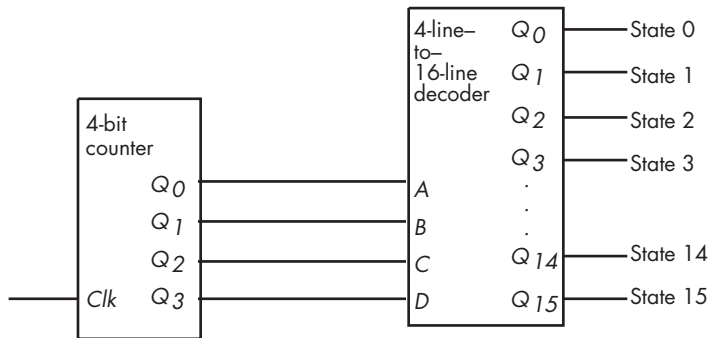 4-bit
counter
Q0
Q1
Q2
Clk Q3
4-line–
to–
16-line
decoder
A
B
C
D
Q0 State 0
Q1 State 1
Q2 State 2
Q3 State 3
.
.
.
Q14 State 14
Q15 State 15